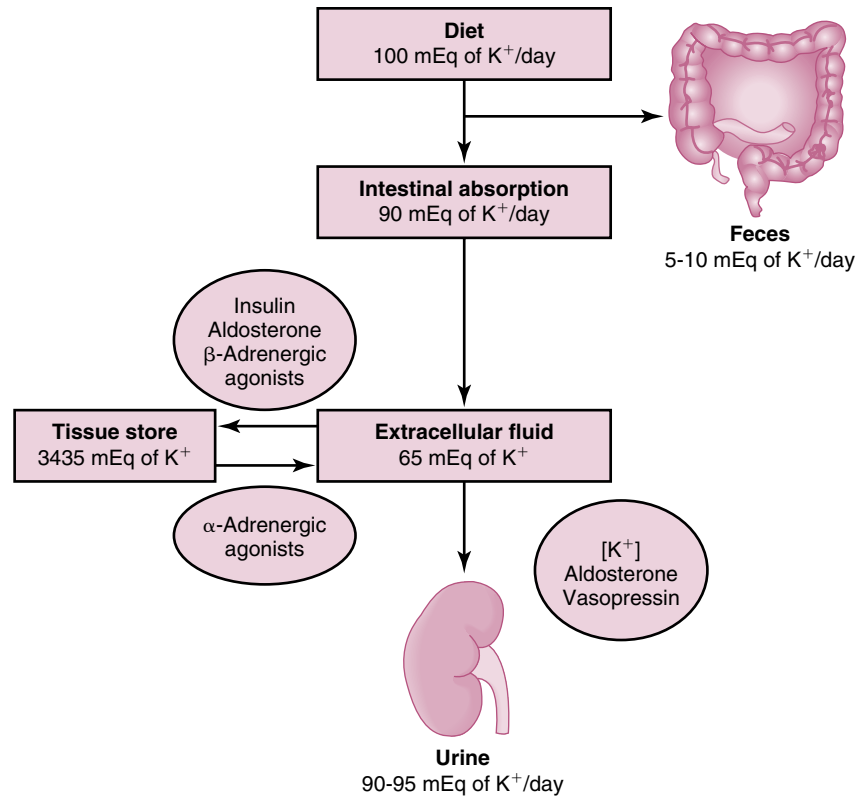 Diet
100 mEq of K⁺/day
Intestinal absorption
90 mEq of K⁺/day
Feces
5-10 mEq of K⁺/day
Insulin
Aldosterone
β-Adrenergic
agonists
Tissue store
3435 mEq of K⁺
Extracellular fluid
65 mEq of K⁺
α-Adrenergic
agonists
[K⁺]
Aldosterone
Vasopressin
Urine
90-95 mEq of K⁺/day